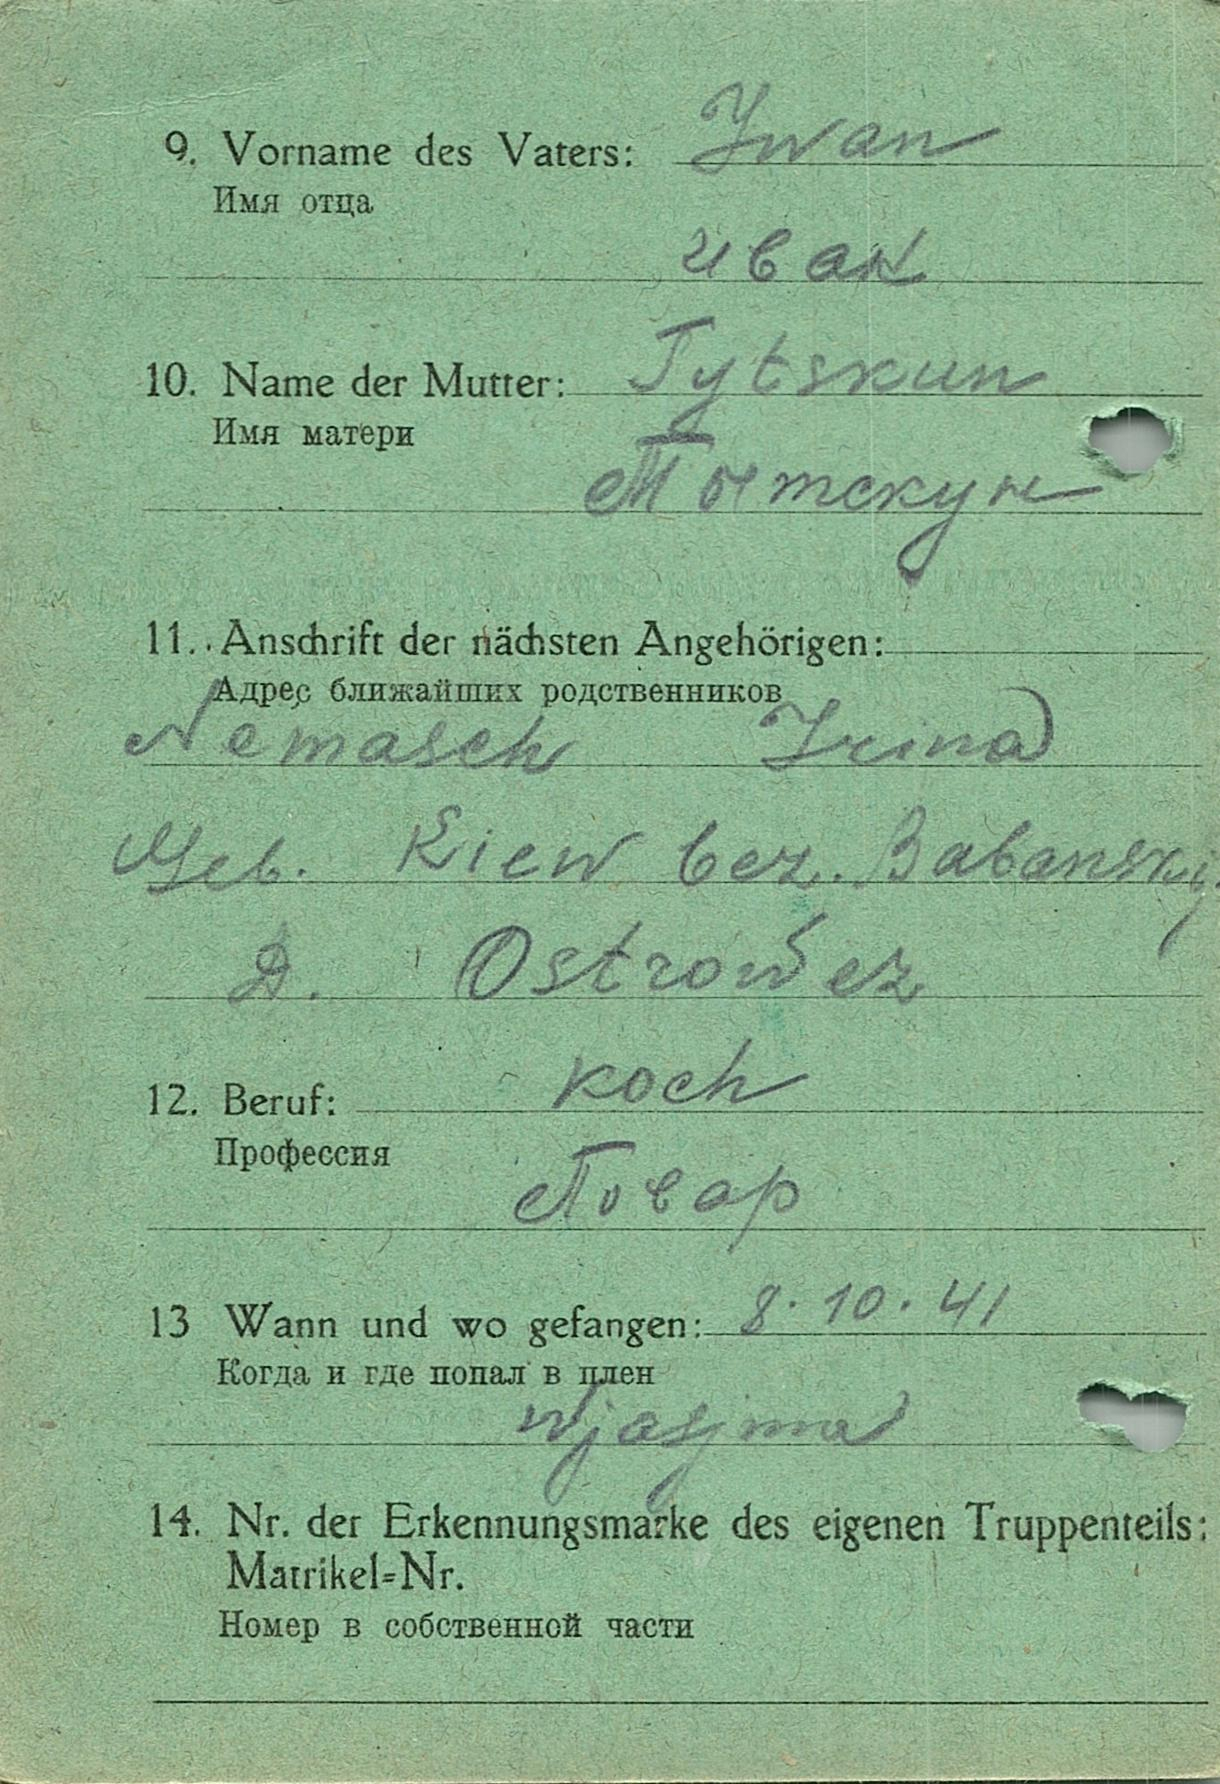 9. Vorname des Vaters: Iwan
Имя отца
иван
10. Name der Mutter: Tytskun
Имя матери
Тытскун
11. Anschrift der nächsten Angehörigen:
Адрес ближайших родственников
Nemasch Irina
Geb. Kiew bez. Babanskij
D. Ostrowez
12. Beruf: Koch
Профессия
Повар
13 Wann und wo gefangen: 8.10.41
Когда и где попал в плен
Wjasjma
14. Nr. der Erkennungsmarke des eigenen Truppenteils:
Matrikel=Nr.
Номер в собственной части